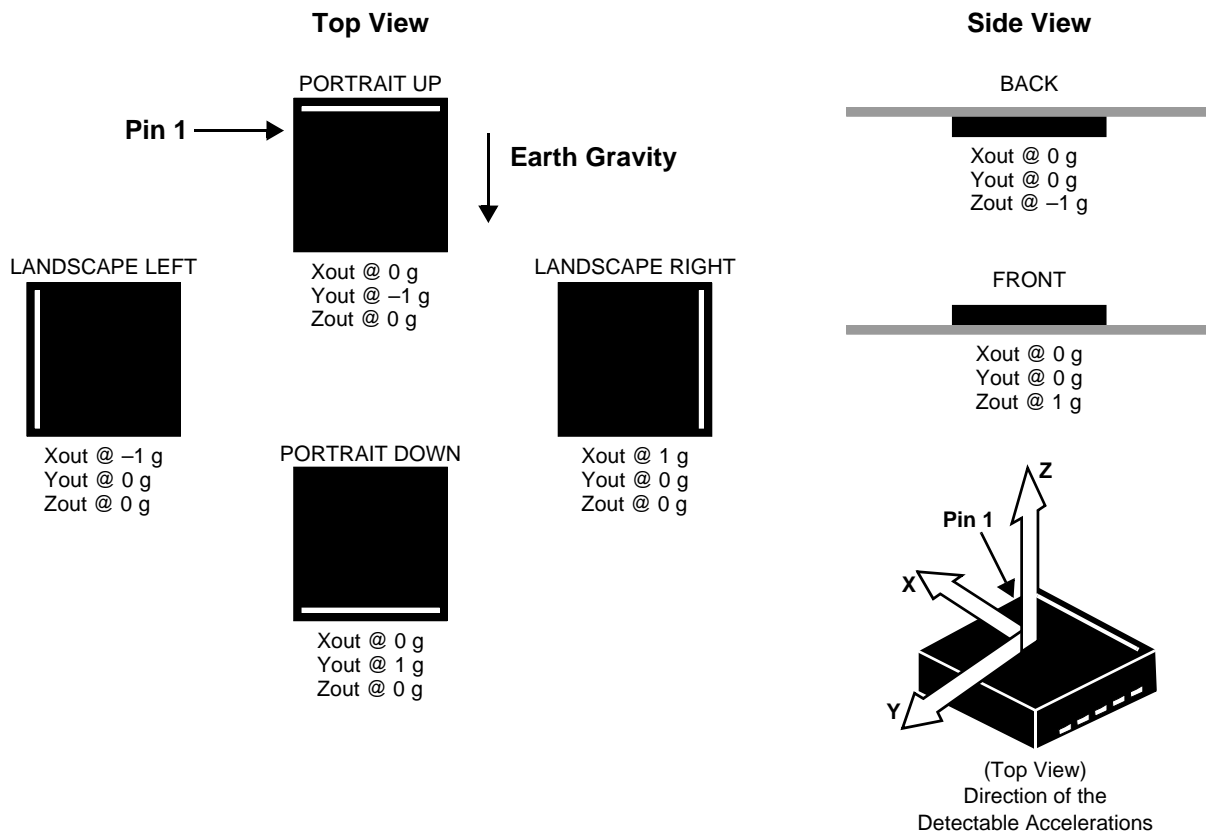 Top View
PORTRAIT UP
Pin 1
Earth Gravity
Xout @ 0 g
Yout @ –1 g
Zout @ 0 g
LANDSCAPE LEFT
Xout @ –1 g
Yout @ 0 g
Zout @ 0 g
LANDSCAPE RIGHT
Xout @ 1 g
Yout @ 0 g
Zout @ 0 g
PORTRAIT DOWN
Xout @ 0 g
Yout @ 1 g
Zout @ 0 g
Side View
BACK
Xout @ 0 g
Yout @ 0 g
Zout @ –1 g
FRONT
Xout @ 0 g
Yout @ 0 g
Zout @ 1 g
Z
Pin 1
X
Y
(Top View)
Direction of the
Detectable Accelerations